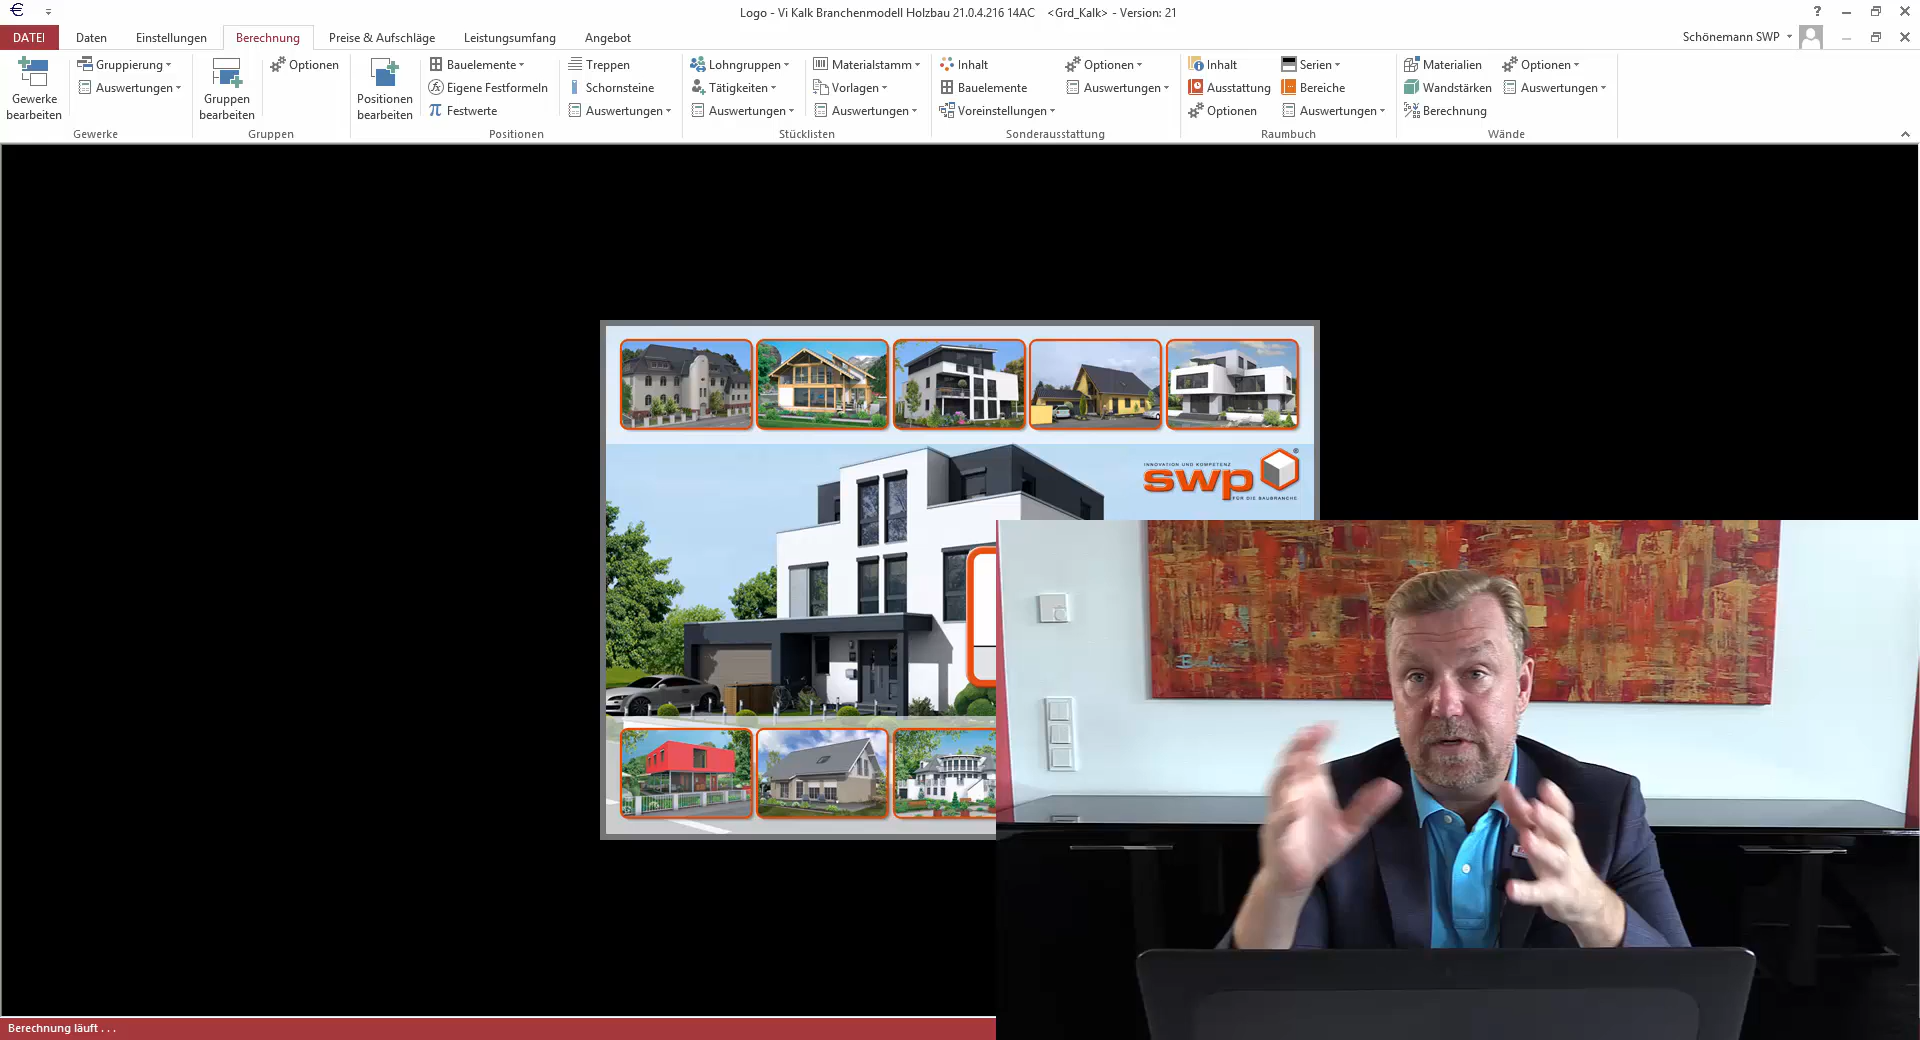 Logo - Vi Kalk Branchenmodell Holzbau 21.0.4.216 14AC <Grd_Kalk> - Version: 21
DATEI Daten Einstellungen Berechnung Preise & Aufschläge Leistungsumfang Angebot Schönemann SWP
Gewerke bearbeiten
Gruppierung
Auswertungen
Gewerke
Gruppen bearbeiten
Optionen
Gruppen
Positionen bearbeiten
Bauelemente
Eigene Festformeln
Festwerte
Treppen
Schornsteine
Auswertungen
Positionen
Lohngruppen
Tätigkeiten
Auswertungen
Materialstamm
Vorlagen
Auswertungen
Stücklisten
Inhalt
Bauelemente
Voreinstellungen
Optionen
Auswertungen
Sonderausstattung
Inhalt
Ausstattung
Optionen
Serien
Bereiche
Auswertungen
Raumbuch
Materialien
Wandstärken
Berechnung
Optionen
Auswertungen
Wände
INNOVATION UND KOMPETENZ
swp
FÜR DIE BAUBRANCHE
Berechnung läuft . . .